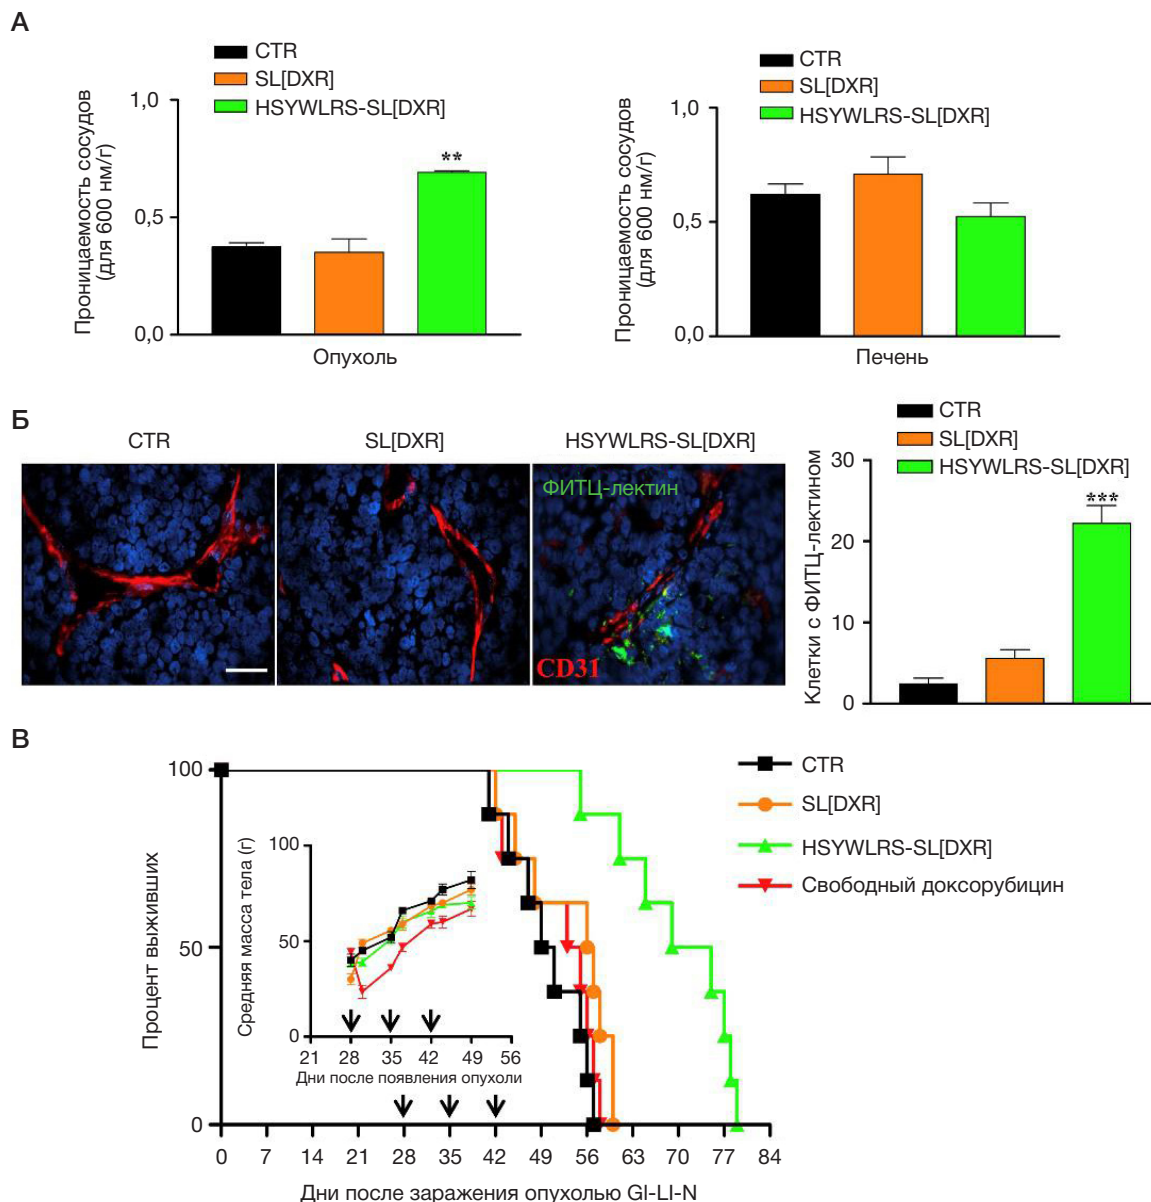 А
CTR
SL[DXR]
HSYWLRS-SL[DXR]
Проницаемость сосудов
(для 600 нм/г)
1,0
0,5
0,0
**
Опухоль
CTR
SL[DXR]
HSYWLRS-SL[DXR]
Проницаемость сосудов
(для 600 нм/г)
1,0
0,5
0,0
Печень
Б
CTR
SL[DXR]
HSYWLRS-SL[DXR]
ФИТЦ-лектин
CD31
CTR
SL[DXR]
HSYWLRS-SL[DXR]
Клетки с ФИТЦ-лектином
30
20
10
0
***
В
Процент выживших
100
50
0
CTR
SL[DXR]
HSYWLRS-SL[DXR]
Свободный доксорубицин
Средняя масса тела (г)
100
50
0
21 28 35 42 49 56
Дни после появления опухоли
0 7 14 21 28 35 42 49 56 63 70 77 84
Дни после заражения опухолью GI-LI-N